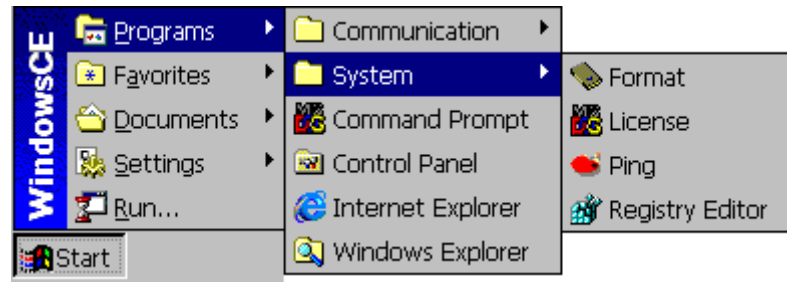 WindowsCE
Programs
Favorites
Documents
Settings
Run...
Start
Communication
System
Command Prompt
Control Panel
Internet Explorer
Windows Explorer
Format
License
Ping
Registry Editor